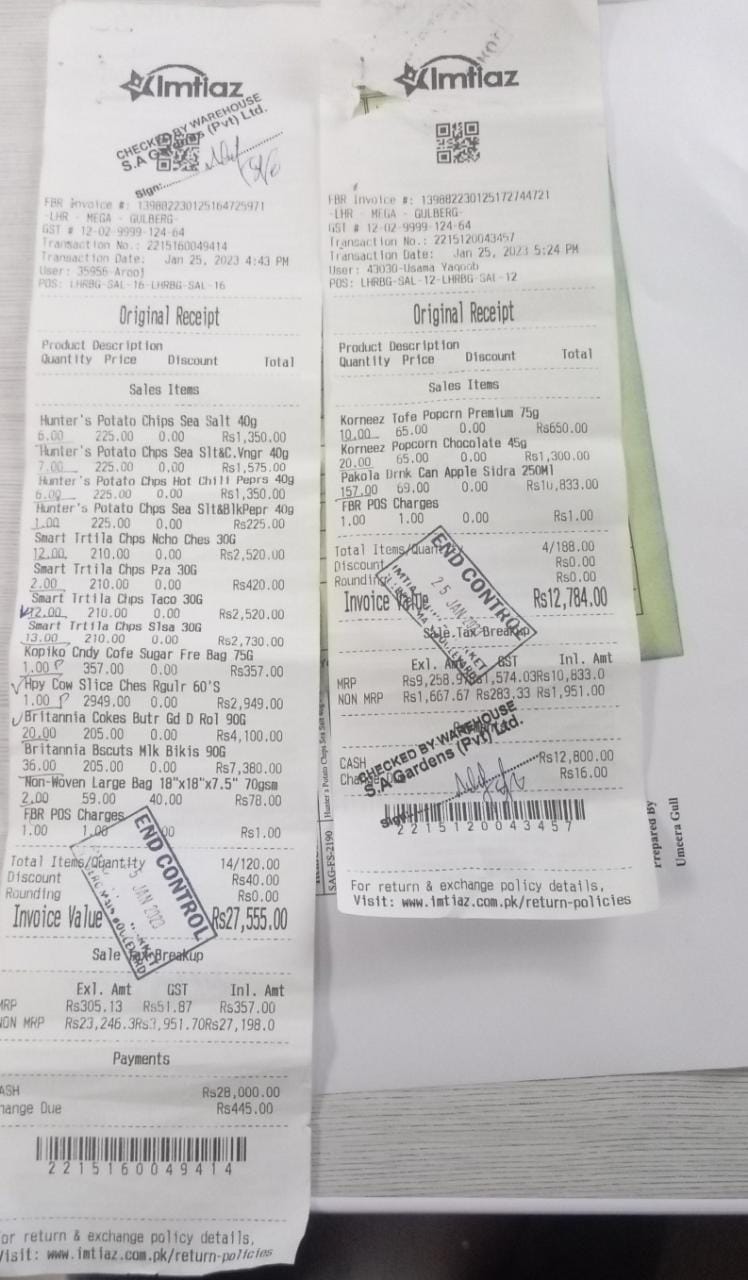 Imtiaz
CHECKED BY WAREHOUSE
S.A Gardens (Pvt) Ltd.
Sign:
FBR Invoice #: 139802230125164725971
-LHR - MEGA - GULBERG-
GST # 12-02-9999-124-64
Transaction No.: 2215160049414
Transaction Date: Jan 25, 2023 4:43 PM
User: 35956-Arooj
POS: LHRBG-SAL-16-LHRBG-SAL-16
Original Receipt
Product Description
Quantity Price Discount Total
Sales Items
Hunter's Potato Chips Sea Salt 40g
6.00 225.00 0.00 Rs1,350.00
Hunter's Potato Chps Sea Slt&C.Vngr 40g
7.00 225.00 0.00 Rs1,575.00
Hunter's Potato Chps Hot Chili Peprs 40g
6.00 225.00 0.00 Rs1,350.00
Hunter's Potato Chps Sea Slt&BlkPepr 40g
1.00 225.00 0.00 Rs225.00
Smart Trtila Chps Ncho Ches 30G
12.00 210.00 0.00 Rs2,520.00
Smart Trtila Chps Pza 30G
2.00 210.00 0.00 Rs420.00
Smart Trtila Chps Taco 30G
12.00 210.00 0.00 Rs2,520.00
Smart Trtila Chps Slsa 30G
13.00 210.00 0.00 Rs2,730.00
Kopiko Cndy Cofe Sugar Fre Bag 75G
1.00 357.00 0.00 Rs357.00
Hpy Cow Slice Ches Rgulr 60'S
1.00 2949.00 0.00 Rs2,949.00
Britannia Cokes Butr Gd D Rol 90G
20.00 205.00 0.00 Rs4,100.00
Britannia Bscuts Mlk Bikis 90G
36.00 205.00 0.00 Rs7,380.00
Non-Woven Large Bag 18"x18"x7.5" 70gsm
2.00 59.00 40.00 Rs78.00
FBR POS Charges
1.00 1.00 Rs1.00
END CONTROL
JAN 2023
Total Items/Quantity 14/120.00
Discount Rs40.00
Rounding Rs0.00
Invoice Value Rs27,555.00
Sale Tax Breakup
Exl. Amt GST Inl. Amt
MRP Rs305.13 Rs51.87 Rs357.00
NON MRP Rs23,246.3Rs3,951.70Rs27,198.0
Payments
CASH Rs28,000.00
Change Due Rs445.00
2215160049414
For return & exchange policy details,
Visit: www.imtiaz.com.pk/return-policies
Imtiaz
FBR Invoice #: 139802230125172744721
-LHR - MEGA - GULBERG-
GST # 12-02-9999-124-64
Transaction No.: 2215120043457
Transaction Date: Jan 25, 2023 5:24 PM
User: 43030-Usama Yaqoob
POS: LHRBG-SAL-12-LHRBG-SAL-12
Original Receipt
Product Description
Quantity Price Discount Total
Sales Items
Korneez Tofe Popcrn Premium 75g
10.00 65.00 0.00 Rs650.00
Korneez Popcorn Chocolate 45g
20.00 65.00 0.00 Rs1,300.00
Pakola Drnk Can Apple Sidra 250Ml
157.00 69.00 0.00 Rs10,833.00
FBR POS Charges
1.00 1.00 0.00 Rs1.00
END CONTROL
25 JAN 202
Total Items/Quantity 4/188.00
Discount Rs0.00
Rounding Rs0.00
Invoice Value Rs12,784.00
Sale Tax Breakup
Exl. Amt GST Inl. Amt
MRP Rs9,258.97Rs1,574.03Rs10,833.0
NON MRP Rs1,667.67 Rs283.33 Rs1,951.00
CHECKED BY WAREHOUSE
S.A Gardens (Pvt) Ltd.
Sign:
CASH Rs12,800.00
Change Rs16.00
2215120043457
For return & exchange policy details,
Visit: www.imtiaz.com.pk/return-policies
SAG-FS-2190
Hunter's Potato Chips Sea Salt
Prepared By
Umeera Gull